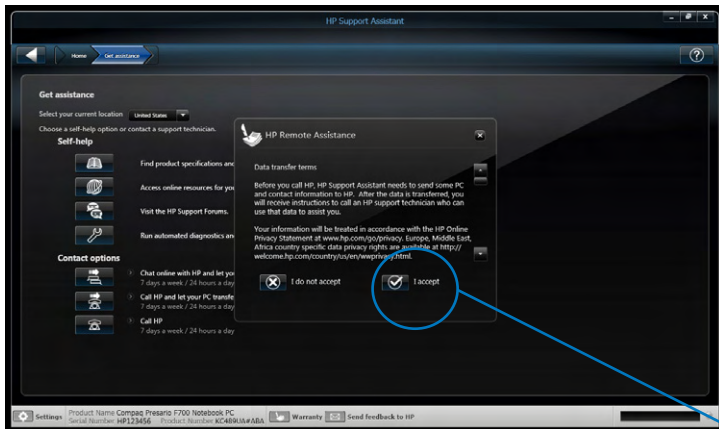 HP Support Assistant
Home
Get assistance
Get assistance
Select your current location United States
Choose a self-help option or contact a support technician.
Self-help
Find product specifications and
Access online resources for you
Visit the HP Support Forums.
Run automated diagnostics an
Contact options
Chat online with HP and let yo
7 days a week / 24 hours a day
Call HP and let your PC transfe
7 days a week / 24 hours a day
Call HP
7 days a week / 24 hours a day
HP Remote Assistance
Data transfer terms
Before you call HP, HP Support Assistant needs to send some PC
and contact information to HP. After the data is transferred, you
will receive instructions to call an HP support technician who can
use that data to assist you.
Your information will be treated in accordance with the HP Online
Privacy Statement at www.hp.com/go/privacy. Europe, Middle East,
Africa country specific data privacy rights are available at http://
welcome.hp.com/country/us/en/wwprivacy.html.
I do not accept
I accept
Settings
Product Name Compaq Presario F700 Notebook PC
Serial Number HP123456 Product Number KC489UA#ABA
Warranty
Send feedback to HP